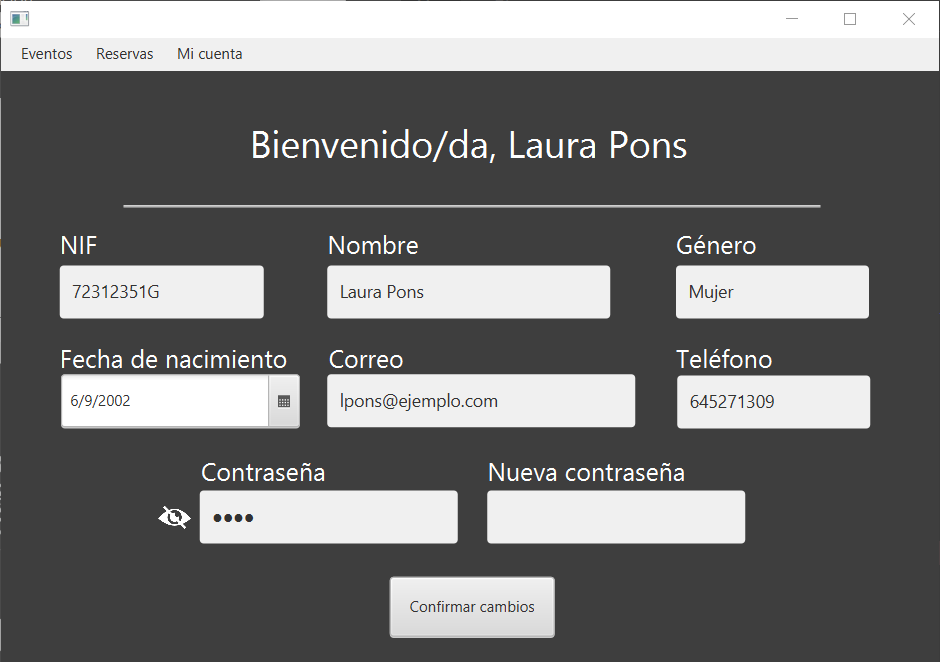 Eventos Reservas Mi cuenta
Bienvenido/da, Laura Pons
NIF Nombre Género
72312351G Laura Pons Mujer
Fecha de nacimiento Correo Teléfono
6/9/2002 lpons@ejemplo.com 645271309
Contraseña Nueva contraseña
••••
Confirmar cambios